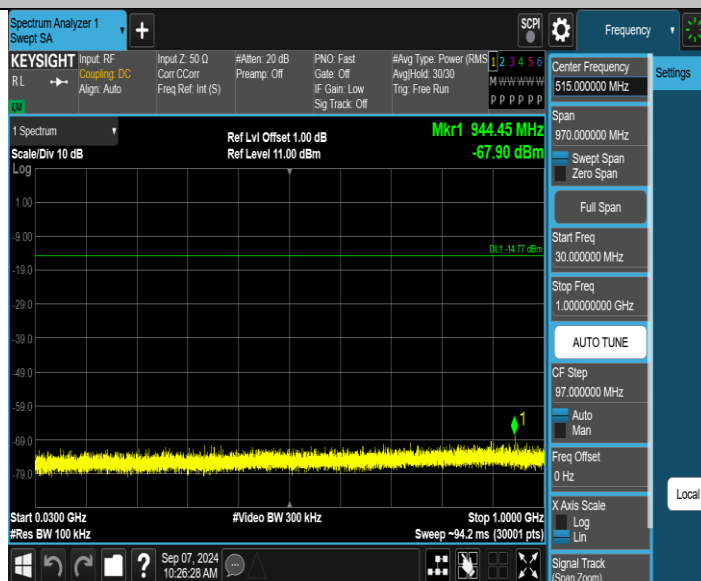 Spectrum Analyzer 1
Swept SA
+
SCPI
Frequency
KEYSIGHT
RL
Input: RF
Coupling: DC
Align: Auto
Input Z: 50 Ω
Corr CCorr
Freq Ref: Int (S)
#Atten: 20 dB
Preamp: Off
PNO: Fast
Gate: Off
IF Gain: Low
Sig Track: Off
#Avg Type: Power (RMS
Avg|Hold: 30/30
Trig: Free Run
1 2 3 4 5 6
M W W W W W
P P P P P P
1 Spectrum
Scale/Div 10 dB
Log
Ref Lvl Offset 1.00 dB
Ref Level 11.00 dBm
Mkr1 944.45 MHz
-67.90 dBm
1.00
-9.00
DL1 -14.77 dBm
-19.0
-29.0
-39.0
-49.0
-59.0
1
-69.0
-79.0
Start 0.0300 GHz
#Res BW 100 kHz
#Video BW 300 kHz
Stop 1.0000 GHz
Sweep ~94.2 ms (30001 pts)
Sep 07, 2024
10:26:28 AM
?
Center Frequency
515.000000 MHz
Span
970.000000 MHz
Swept Span
Zero Span
Full Span
Start Freq
30.000000 MHz
Stop Freq
1.000000000 GHz
AUTO TUNE
CF Step
97.000000 MHz
Auto
Man
Freq Offset
0 Hz
X Axis Scale
Log
Lin
Signal Track
(Span Zoom)
Settings
Local